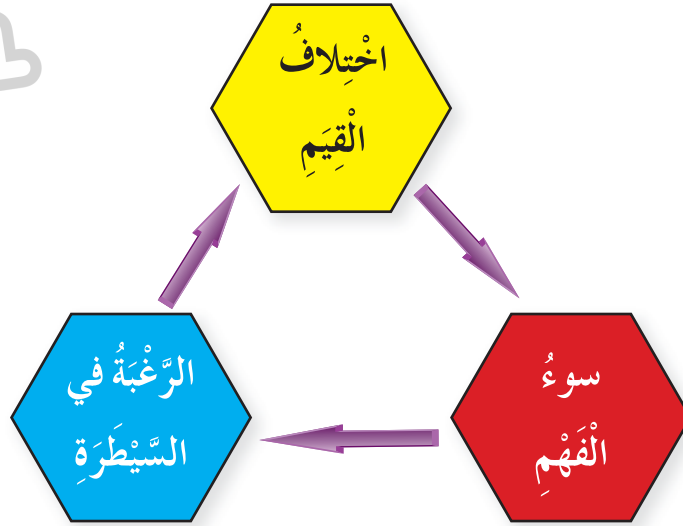 اخْتِلافُ
الْقِيَمِ
سوءُ
الْفَهْمِ
الرَّغْبَةُ في
السَّيْطَرَةِ